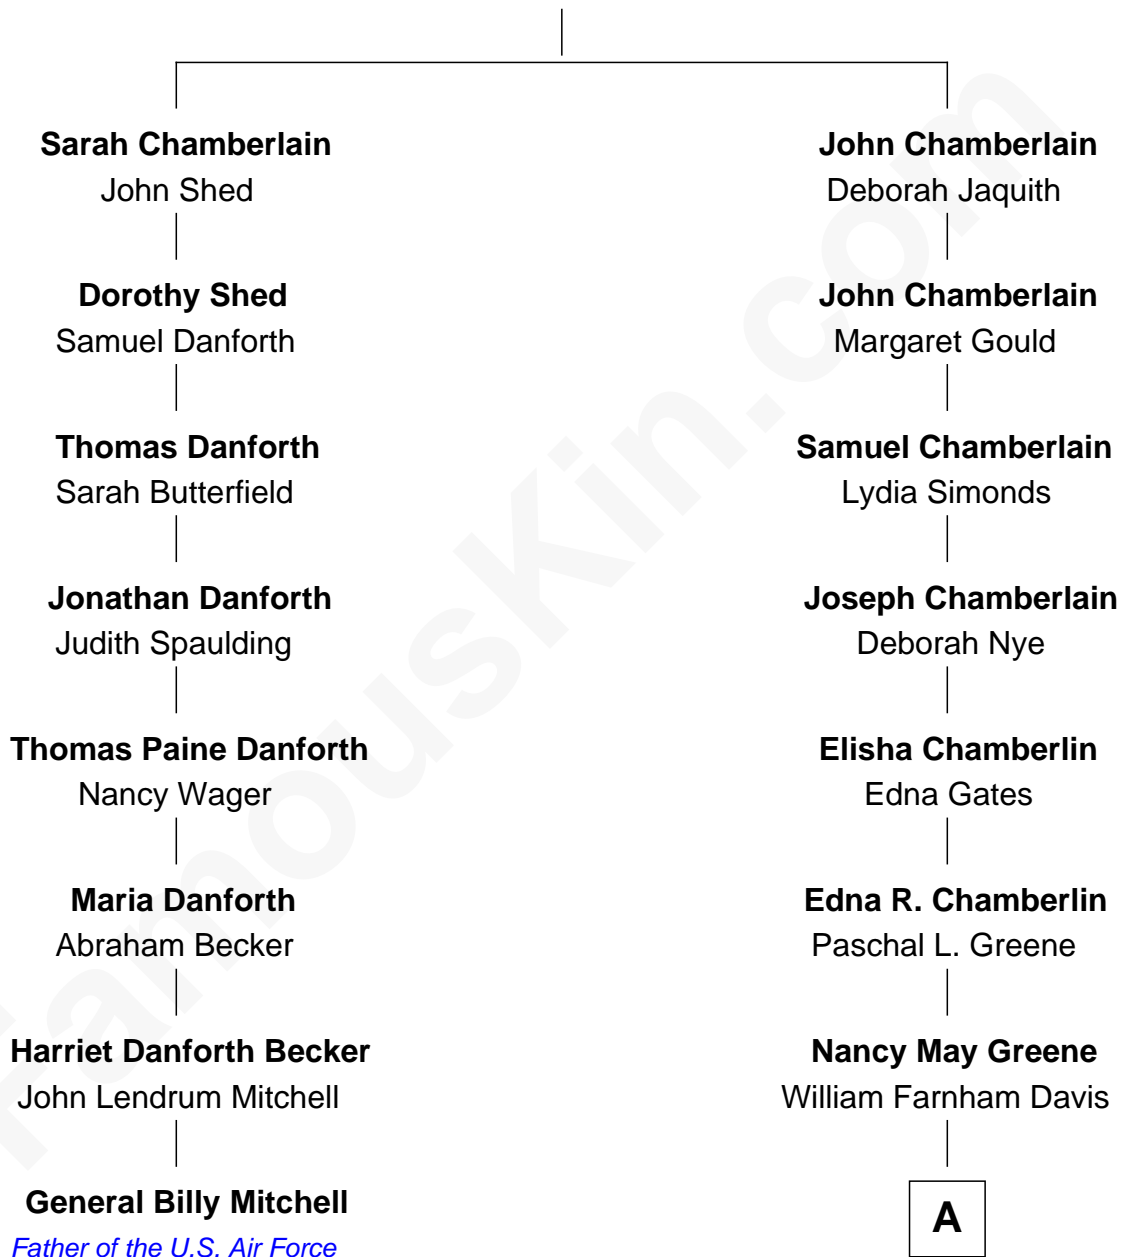 Sarah Chamberlain
John Shed
Dorothy Shed
Samuel Danforth
Thomas Danforth
Sarah Butterfield
Jonathan Danforth
Judith Spaulding
Thomas Paine Danforth
Nancy Wager
Maria Danforth
Abraham Becker
Harriet Danforth Becker
John Lendrum Mitchell
General Billy Mitchell
Father of the U.S. Air Force
John Chamberlain
Deborah Jaquith
John Chamberlain
Margaret Gould
Samuel Chamberlain
Lydia Simonds
Joseph Chamberlain
Deborah Nye
Elisha Chamberlin
Edna Gates
Edna R. Chamberlin
Paschal L. Greene
Nancy May Greene
William Farnham Davis
A
FamousKin.com